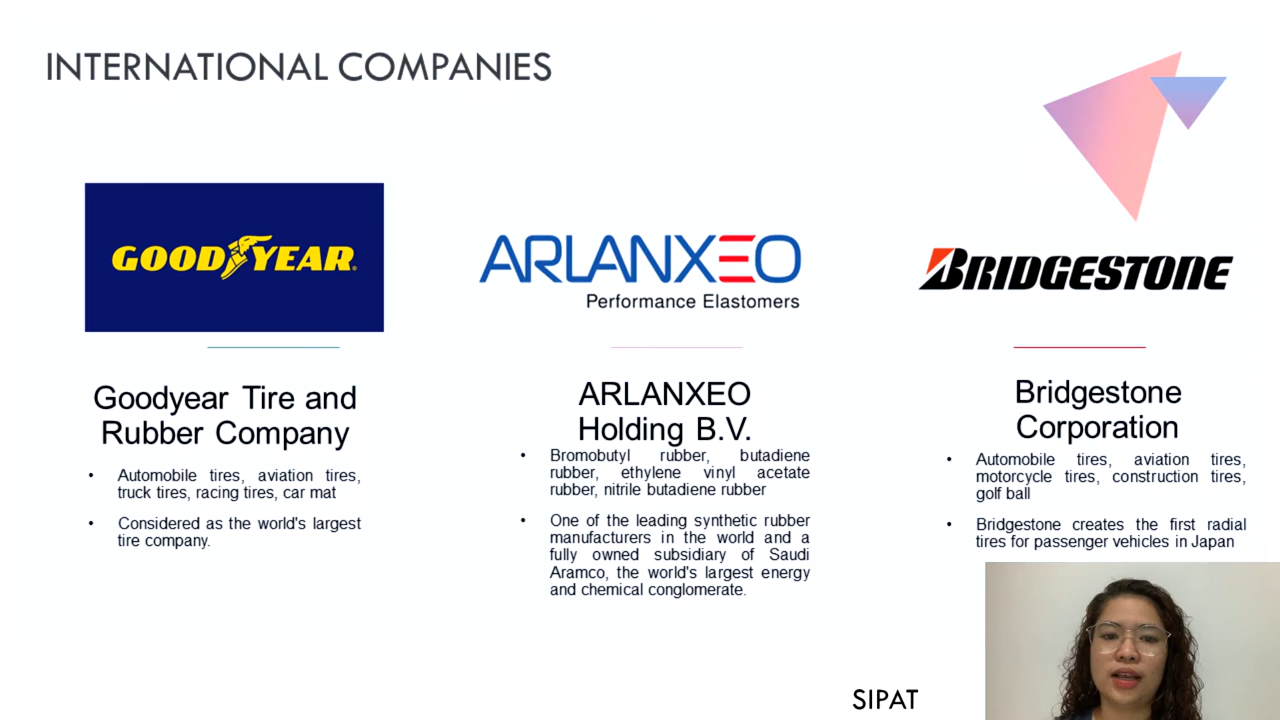 INTERNATIONAL COMPANIES
GOODYEAR
Goodyear Tire and
Rubber Company
• Automobile tires, aviation tires,
truck tires, racing tires, car mat
• Considered as the world's largest
tire company.
ARLANXEO
Performance Elastomers
ARLANXEO
Holding B.V.
• Bromobutyl rubber, butadiene
rubber, ethylene vinyl acetate
rubber, nitrile butadiene rubber
• One of the leading synthetic rubber
manufacturers in the world and a
fully owned subsidiary of Saudi
Aramco, the world's largest energy
and chemical conglomerate.
BRIDGESTONE
Bridgestone
Corporation
• Automobile tires, aviation tires,
motorcycle tires, construction tires,
golf ball
• Bridgestone creates the first radial
tires for passenger vehicles in Japan
SIPAT